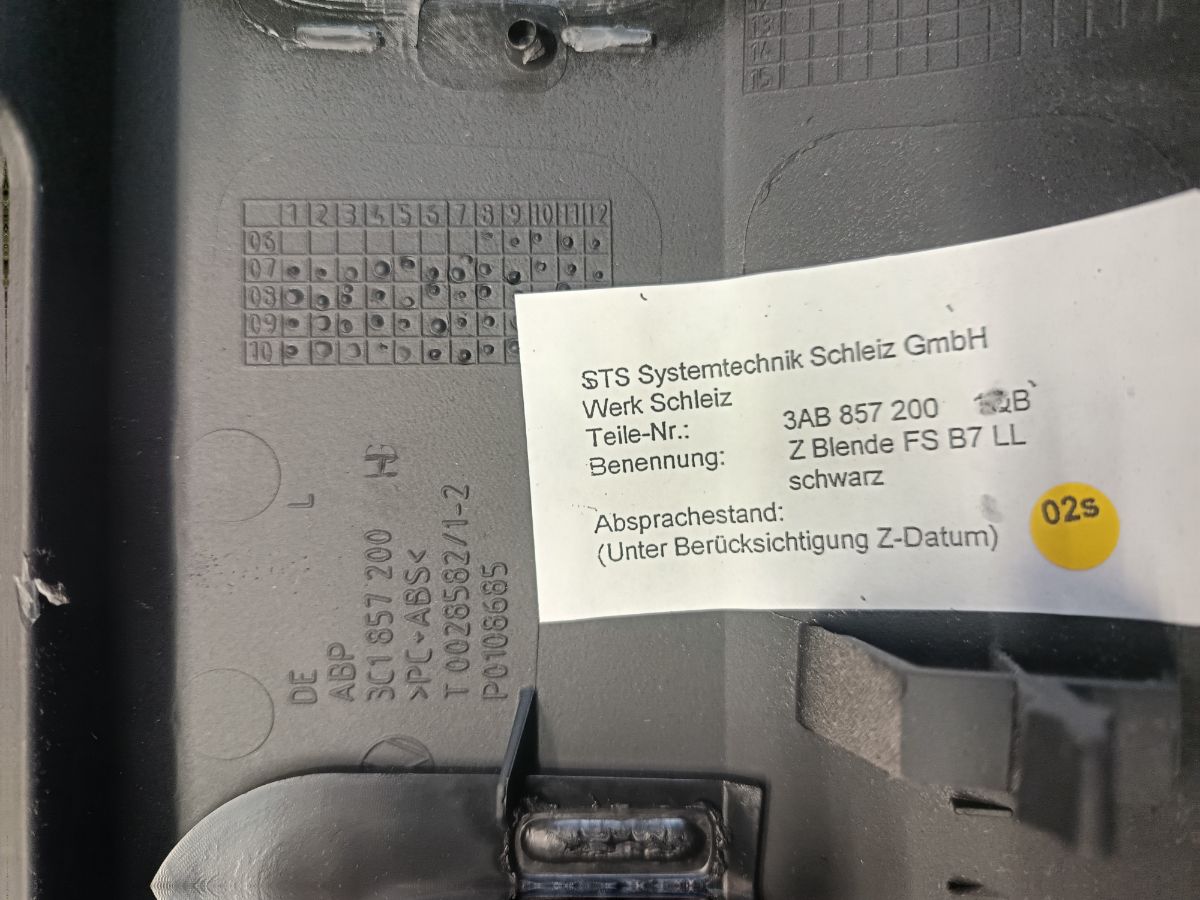 12
13
14
15
1 2 3 4 5 6 7 8 9 10 11 12
06
07
08
09
10
L
DE
ABP
3C1 857 200 H
>PC+ABS<
T 0028582/1-2
P0108685
STS Systemtechnik Schleiz GmbH
Werk Schleiz
Teile-Nr.: 3AB 857 200
Benennung: Z Blende FS B7 LL
schwarz
Absprachestand:
(Unter Berücksichtigung Z-Datum)
02s